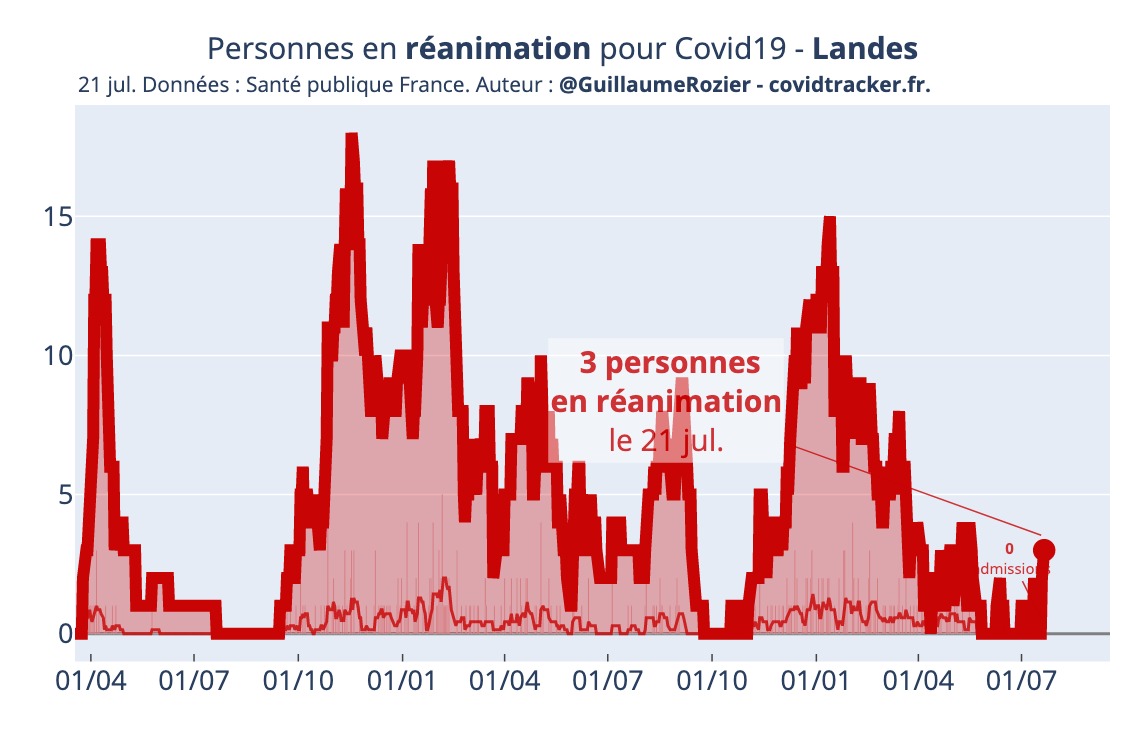 Personnes en réanimation pour Covid19 - Landes
21 jul. Données : Santé publique France. Auteur : @GuillaumeRozier - covidtracker.fr.
15
10
5
0
3 personnes
en réanimation
le 21 jul.
0
admissions
01/04
01/07
01/10
01/01
01/04
01/07
01/10
01/01
01/04
01/07